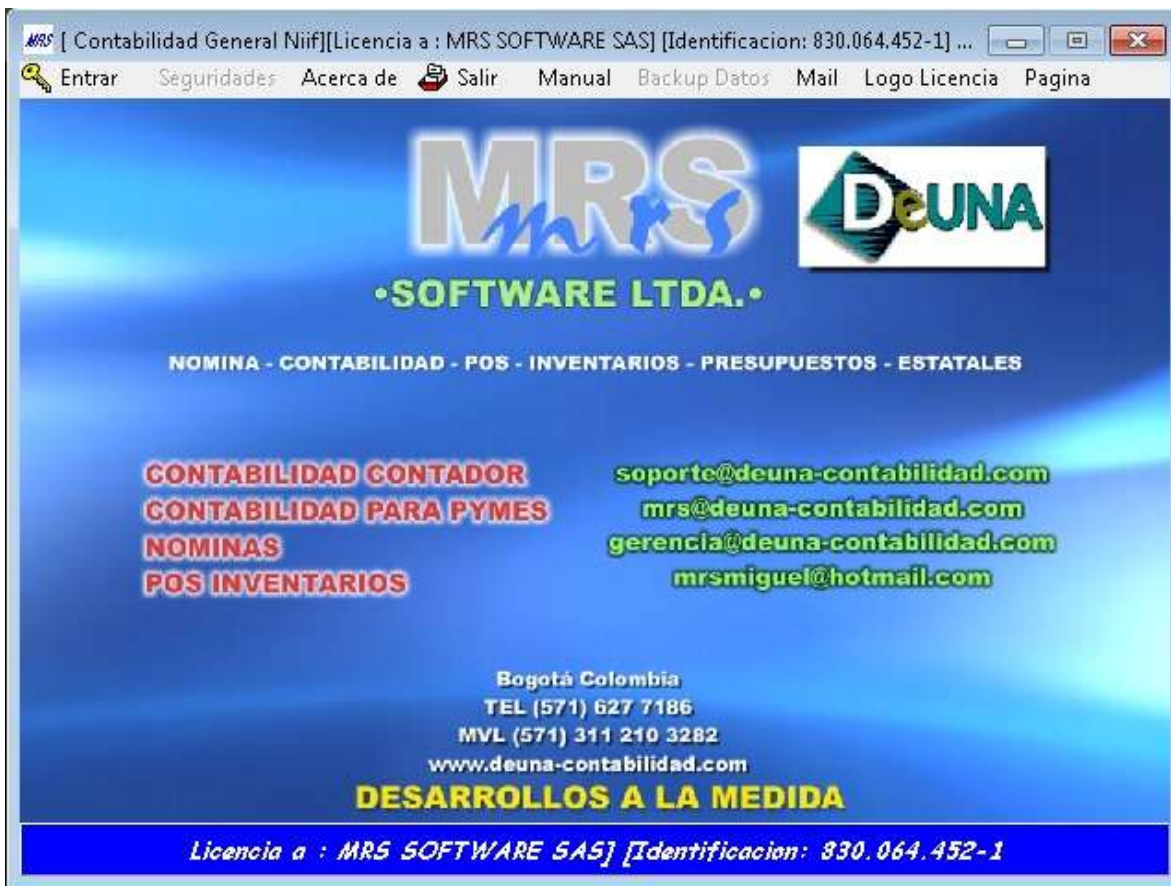 MRS [ Contabilidad General Niif][Licencia a : MRS SOFTWARE SAS] [Identificacion: 830.064.452-1] ...
Entrar Seguridades Acerca de Salir Manual Backup Datos Mail Logo Licencia Pagina
MRS
mrs
DeUNA
•SOFTWARE LTDA.•
NOMINA - CONTABILIDAD - POS - INVENTARIOS - PRESUPUESTOS - ESTATALES
CONTABILIDAD CONTADOR soporte@deuna-contabilidad.com
CONTABILIDAD PARA PYMES mrs@deuna-contabilidad.com
NOMINAS gerencia@deuna-contabilidad.com
POS INVENTARIOS mrsmiguel@hotmail.com
Bogotá Colombia
TEL (571) 627 7186
MVL (571) 311 210 3282
www.deuna-contabilidad.com
DESARROLLOS A LA MEDIDA
Licencia a : MRS SOFTWARE SAS] [Identificacion: 830.064.452-1